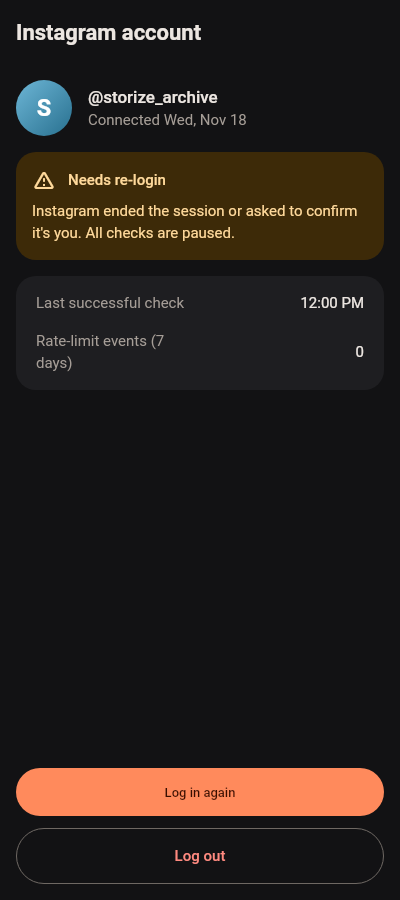 Instagram account
S
@storize_archive
Connected Wed, Nov 18
Needs re-login
Instagram ended the session or asked to confirm
it's you. All checks are paused.
Last successful check 12:00 PM
Rate-limit events (7
days) 0
Log in again
Log out